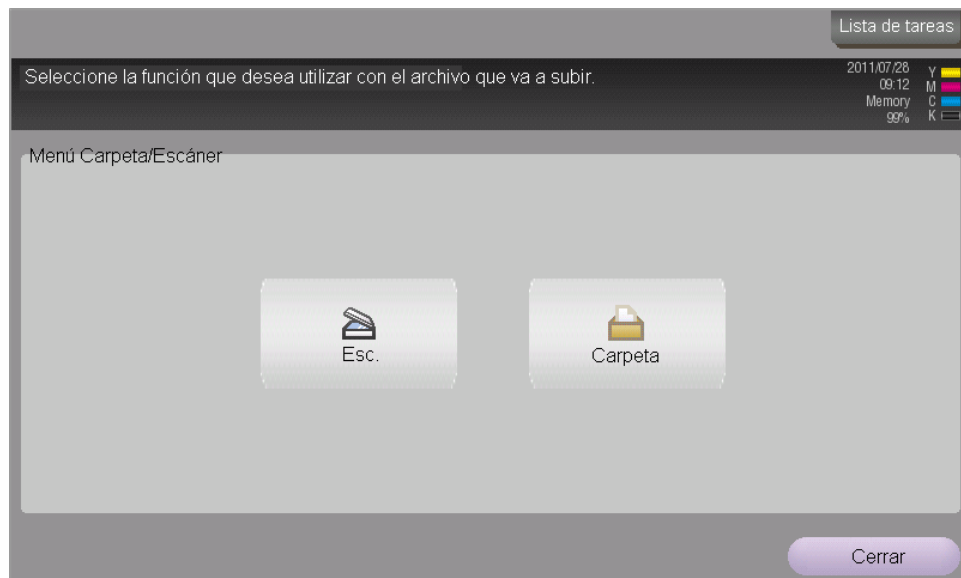 Lista de tareas
Seleccione la función que desea utilizar con el archivo que va a subir.
2011/07/28
09:12
Memory
99%
Y
M
C
K
Menú Carpeta/Escáner
Esc.
Carpeta
Cerrar